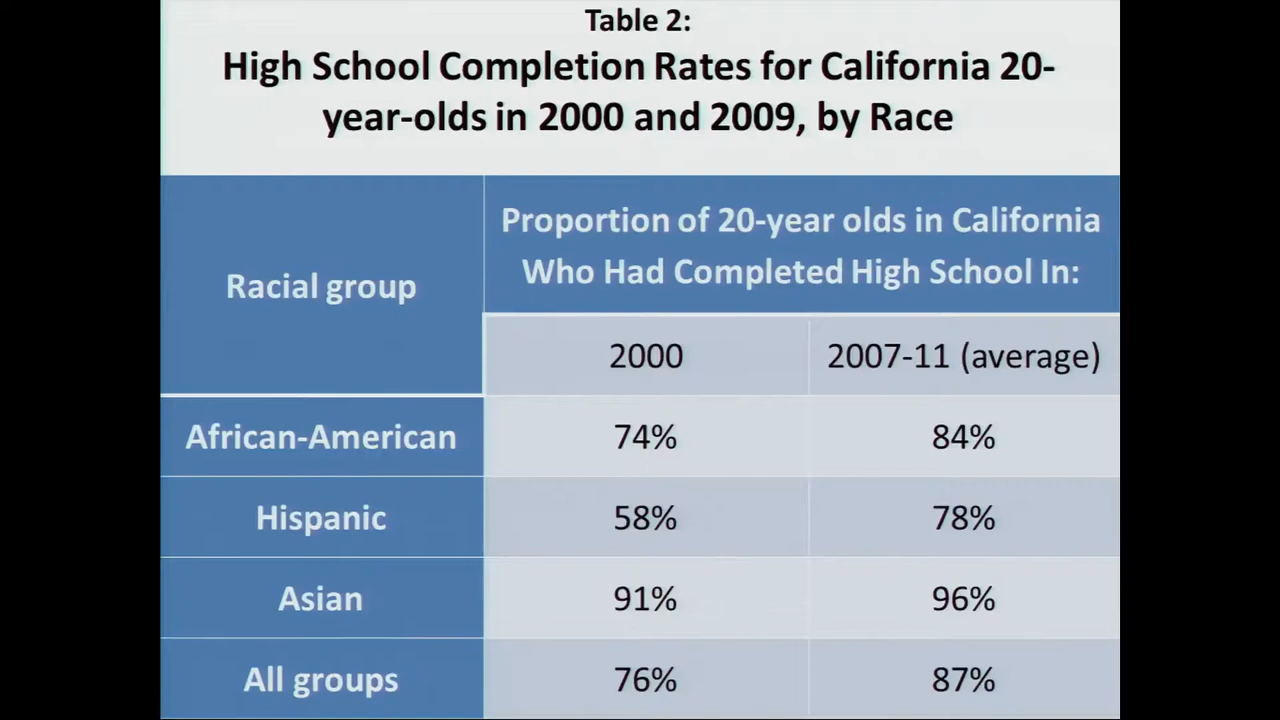 Table 2:
High School Completion Rates for California 20-
year-olds in 2000 and 2009, by Race
Racial group
Proportion of 20-year olds in California
Who Had Completed High School In:
2000
2007-11 (average)
African-American
74%
84%
Hispanic
58%
78%
Asian
91%
96%
All groups
76%
87%